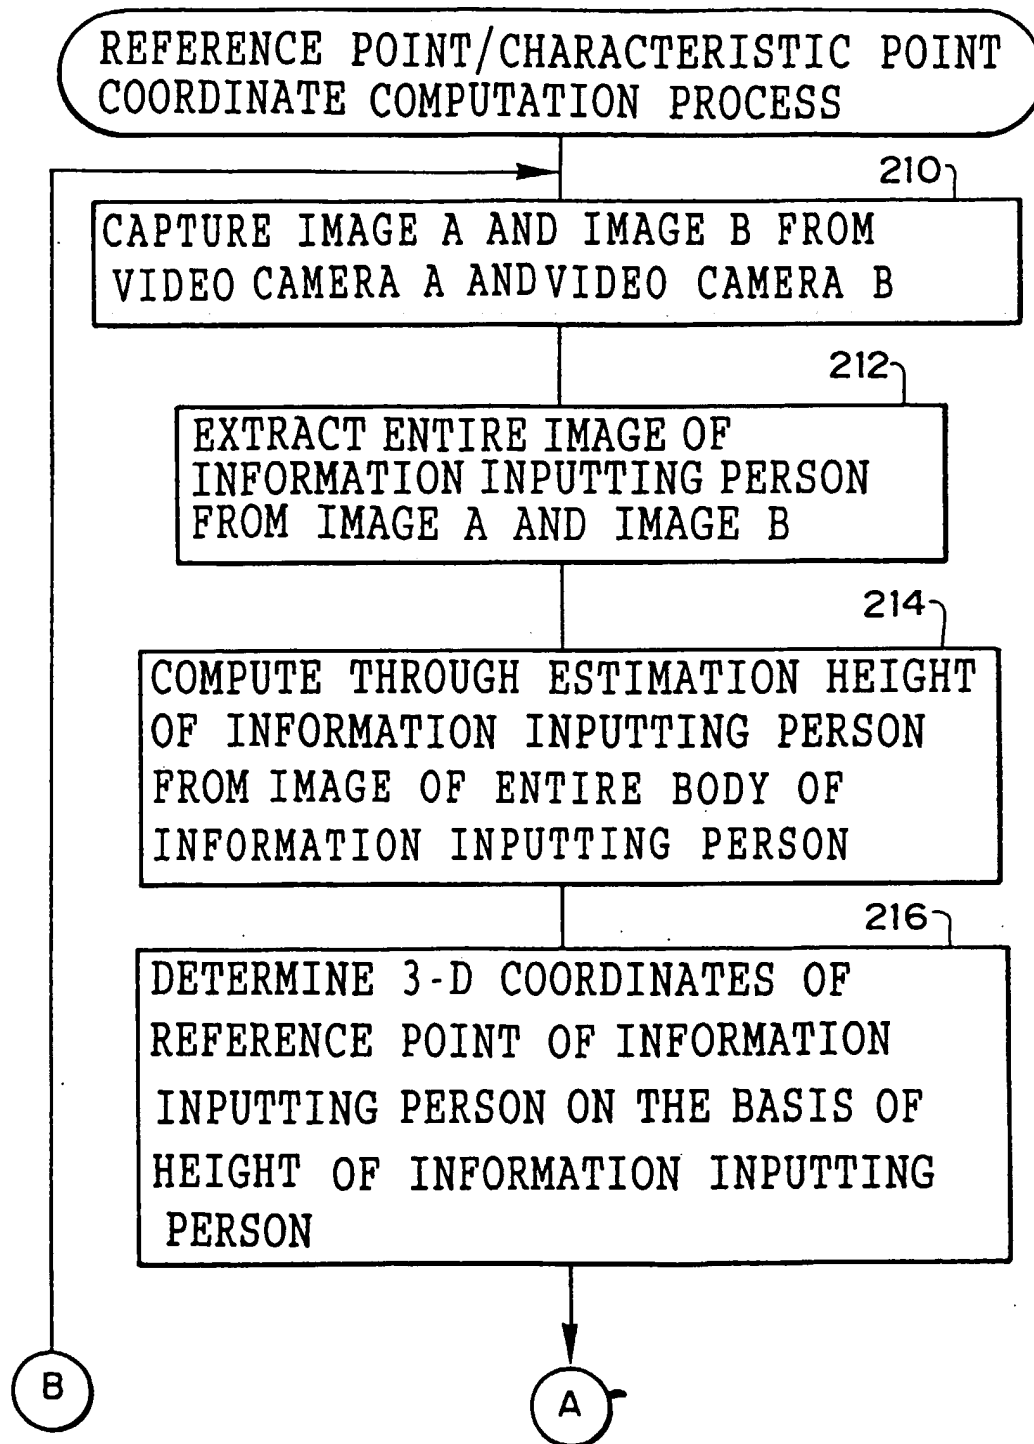 REFERENCE POINT/CHARACTERISTIC POINT
COORDINATE COMPUTATION PROCESS
210
CAPTURE IMAGE A AND IMAGE B FROM
VIDEO CAMERA A AND VIDEO CAMERA B
212
EXTRACT ENTIRE IMAGE OF
INFORMATION INPUTTING PERSON
FROM IMAGE A AND IMAGE B
214
COMPUTE THROUGH ESTIMATION HEIGHT
OF INFORMATION INPUTTING PERSON
FROM IMAGE OF ENTIRE BODY OF
INFORMATION INPUTTING PERSON
216
DETERMINE 3-D COORDINATES OF
REFERENCE POINT OF INFORMATION
INPUTTING PERSON ON THE BASIS OF
HEIGHT OF INFORMATION INPUTTING
PERSON
B
A